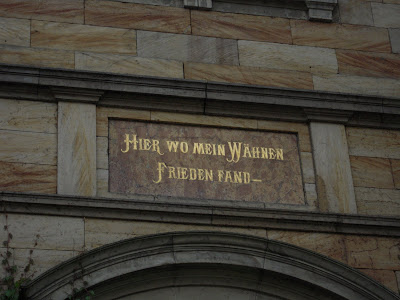 Hier wo mein Wähnen
Frieden fand—